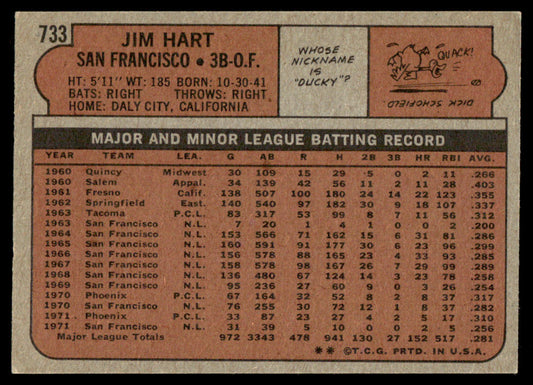 733
JIM HART
SAN FRANCISCO • 3B-O.F.
HT: 5'11" WT: 185 BORN: 10-30-41
BATS: RIGHT THROWS: RIGHT
HOME: DALY CITY, CALIFORNIA
WHOSE
NICKNAME
IS
"DUCKY"?
QUACK!
DICK SCHOFIELD
MAJOR AND MINOR LEAGUE BATTING RECORD
YEAR TEAM LEA. G AB R H 2B 3B HR RBI AVG.
1960 Quincy Midwest 30 109 15 29 5 0 2 11 .266
1960 Salem Appal. 34 139 42 56 11 2 11 28 .403
1961 Fresno Calif. 138 507 100 180 24 14 22 123 .355
1962 Springfield East. 140 540 97 182 30 9 18 107 .337
1963 Tacoma P.C.L. 83 317 53 99 8 7 11 56 .312
1963 San Francisco N.L. 7 20 1 4 1 0 0 2 .200
1964 San Francisco N.L. 153 566 71 162 15 6 31 81 .286
1965 San Francisco N.L. 160 591 91 177 30 6 23 96 .299
1966 San Francisco N.L. 156 578 88 165 23 4 33 93 .285
1967 San Francisco N.L. 158 578 98 167 26 7 29 99 .289
1968 San Francisco N.L. 136 480 67 124 14 3 23 78 .258
1969 San Francisco N.L. 95 236 27 60 9 0 3 26 .254
1970 Phoenix P.C.L. 67 164 32 52 8 2 8 38 .317
1970 San Francisco N.L. 76 255 30 72 12 1 8 37 .282
1971 Phoenix P.C.L. 33 87 23 27 3 1 8 21 .310
1971 San Francisco N.L. 31 39 5 10 0 0 2 5 .256
Major League Totals 972 3343 478 941 130 27 152 517 .281
** © T.C.G. PRTD. IN U.S.A.